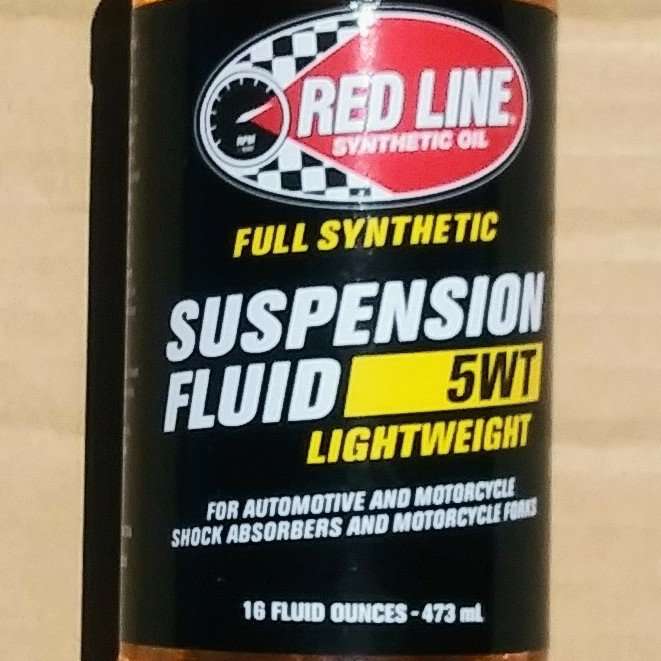 RPM
RED LINE
SYNTHETIC OIL
FULL SYNTHETIC
SUSPENSION
FLUID 5WT
LIGHTWEIGHT
FOR AUTOMOTIVE AND MOTORCYCLE
SHOCK ABSORBERS AND MOTORCYCLE FORKS
16 FLUID OUNCES - 473 mL